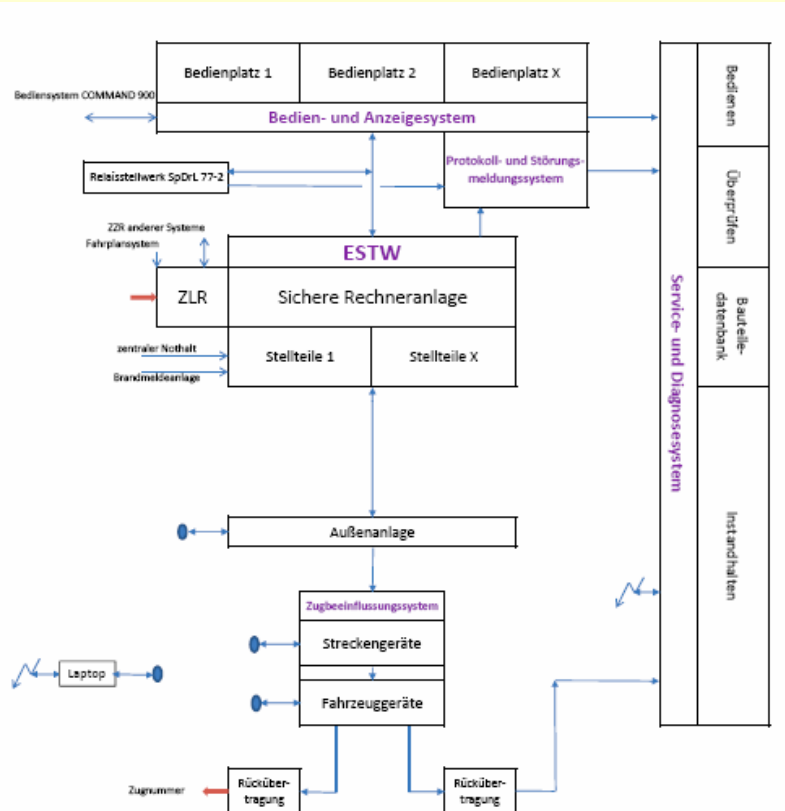 Bedienplatz 1
Bedienplatz 2
Bedienplatz X
Bediensystem COMMAND 900
Bedien- und Anzeigesystem
Protokoll- und Störungs-
meldungssystem
Relaisstellwerk SpDrL 77-2
ZZR anderer Systeme
Fahrplansystem
ESTW
ZLR
Sichere Rechneranlage
zentraler Nothalt
Brandmeldeanlage
Stellteile 1
Stellteile X
Außenanlage
Zugbeeinflussungssystem
Streckengeräte
Fahrzeuggeräte
Laptop
Zugnummer
Rücküber-
tragung
Rücküber-
tragung
Service- und Diagnosesystem
Bedienen
Überprüfen
Bauteile-
datenbank
Instandhalten